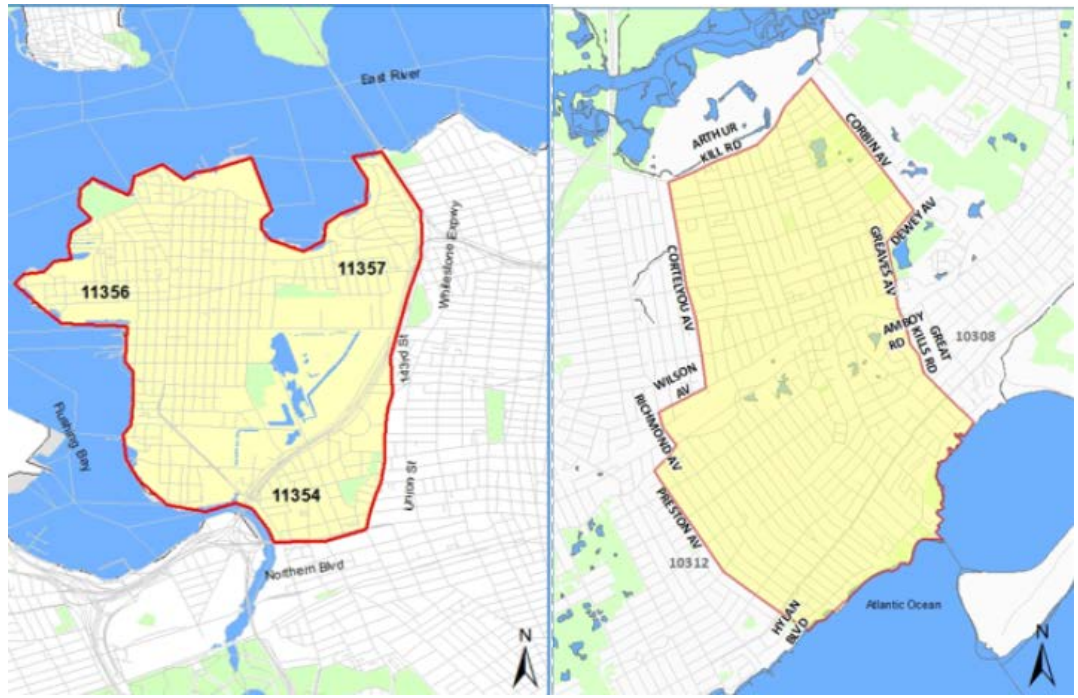 East River
Whitestone Expwy
11357
11356
143rd St
Flushing Bay
11354
Union St
Northern Blvd
N
ARTHUR
KILL RD
CORBIN AV
DEWEY AV
GREAVES AV
CORTELYOU AV
AMBOY
RD
GREAT
KILLS RD
10308
WILSON
AV
RICHMOND AV
PRESTON AV
10312
HYLAN
BLVD
Atlantic Ocean
N